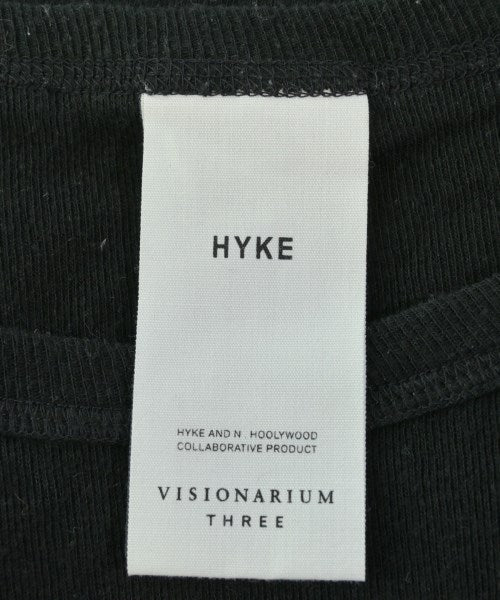 HYKE
HYKE AND N. HOOLYWOOD
COLLABORATIVE PRODUCT
VISIONARIUM
THREE